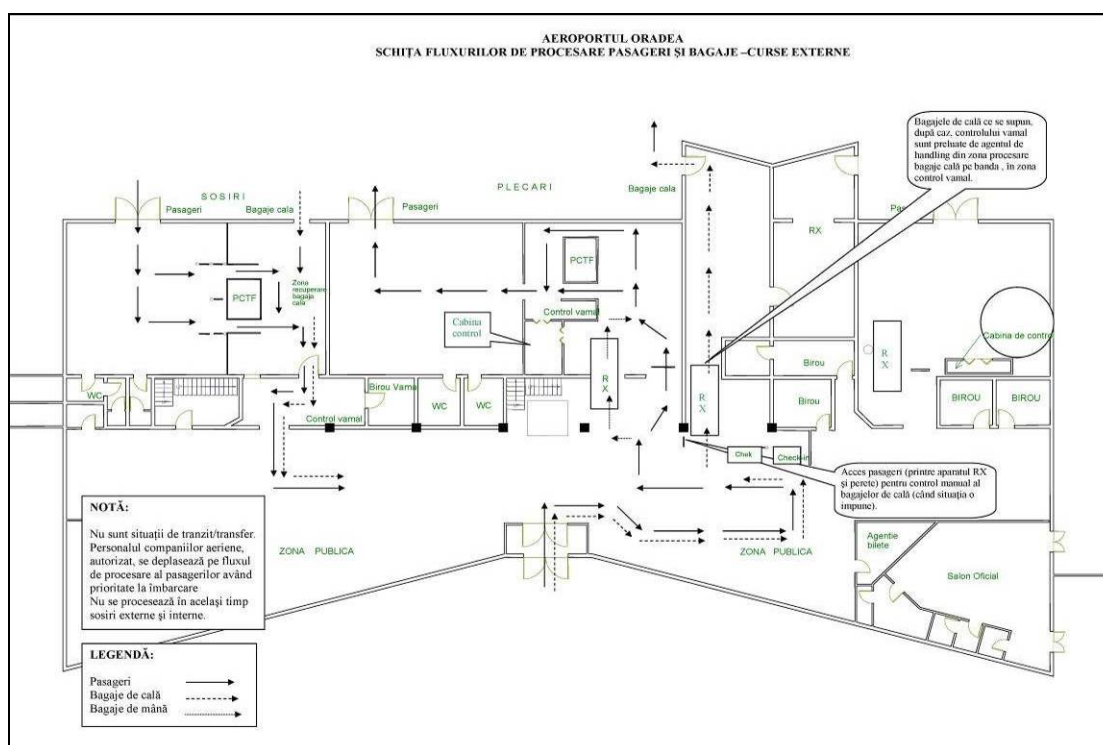 AEROPORTUL ORADEA
SCHIȚA FLUXURILOR DE PROCESARE PASAGERI ȘI BAGAJE –CURSE EXTERNE
Bagajele de cală ce se supun,
după caz, controlului vamal
sunt preluate de agentul de
handling din zona procesare
bagaje cală pe banda , în zona
control vamal.
SOSIRI
Pasageri
Bagaje cala
PLECARI
Pasageri
Bagaje cala
RX
PCTF
Zona
recuperare
bagaje
cala
PCTF
Control vamal
Cabina
control
RX
RX
RX
Cabina de control
Birou
Birou
BIROU
BIROU
WC
Birou Vama
WC
WC
Control vamal
Chek
Check-in
Acces pasageri (printre aparatul RX
și perete) pentru control manual al
bagajelor de cală (când situația o
impune).
ZONA PUBLICA
ZONA PUBLICA
Agentie
bilete
Salon Oficial
NOTĂ:
Nu sunt situații de tranzit/transfer.
Personalul companiilor aeriene,
autorizat, se deplasează pe fluxul
de procesare al pasagerilor având
prioritate la îmbarcare
Nu se procesează în același timp
sosiri externe și interne.
LEGENDĂ:
Pasageri
Bagaje de cală
Bagaje de mână